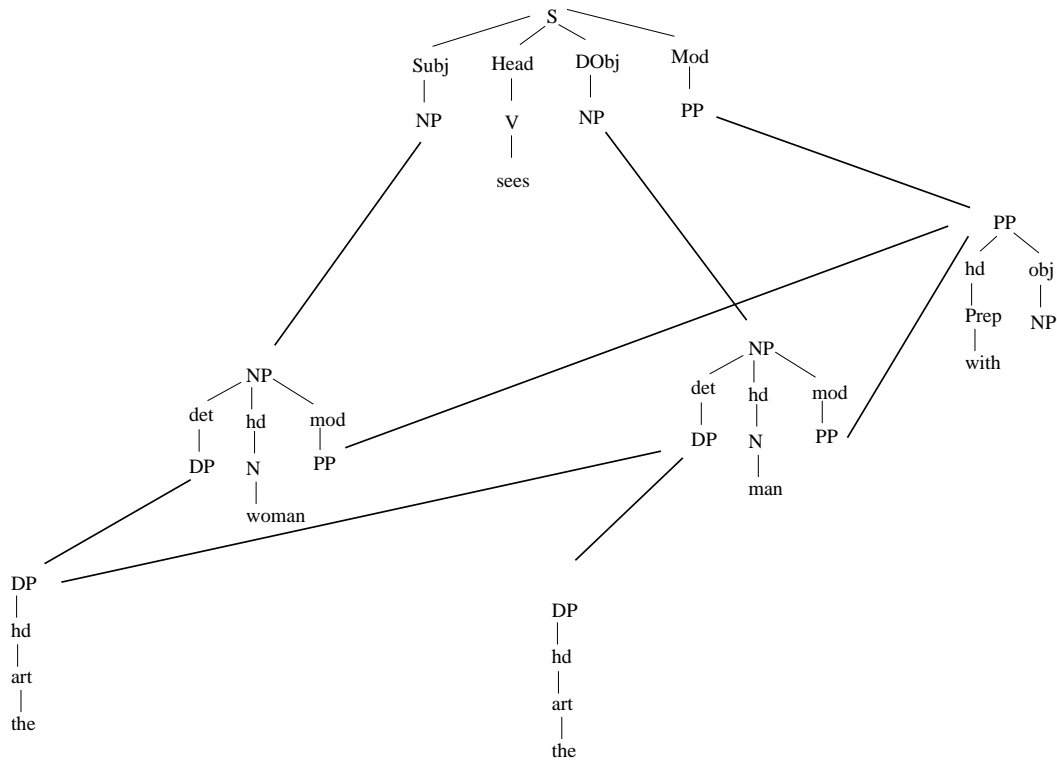 S
Subj Head DObj Mod
NP V NP PP
sees
PP
hd obj
Prep NP
with
NP
det hd mod
DP N PP
woman
NP
det hd mod
DP N PP
man
DP
hd
art
the
DP
hd
art
the